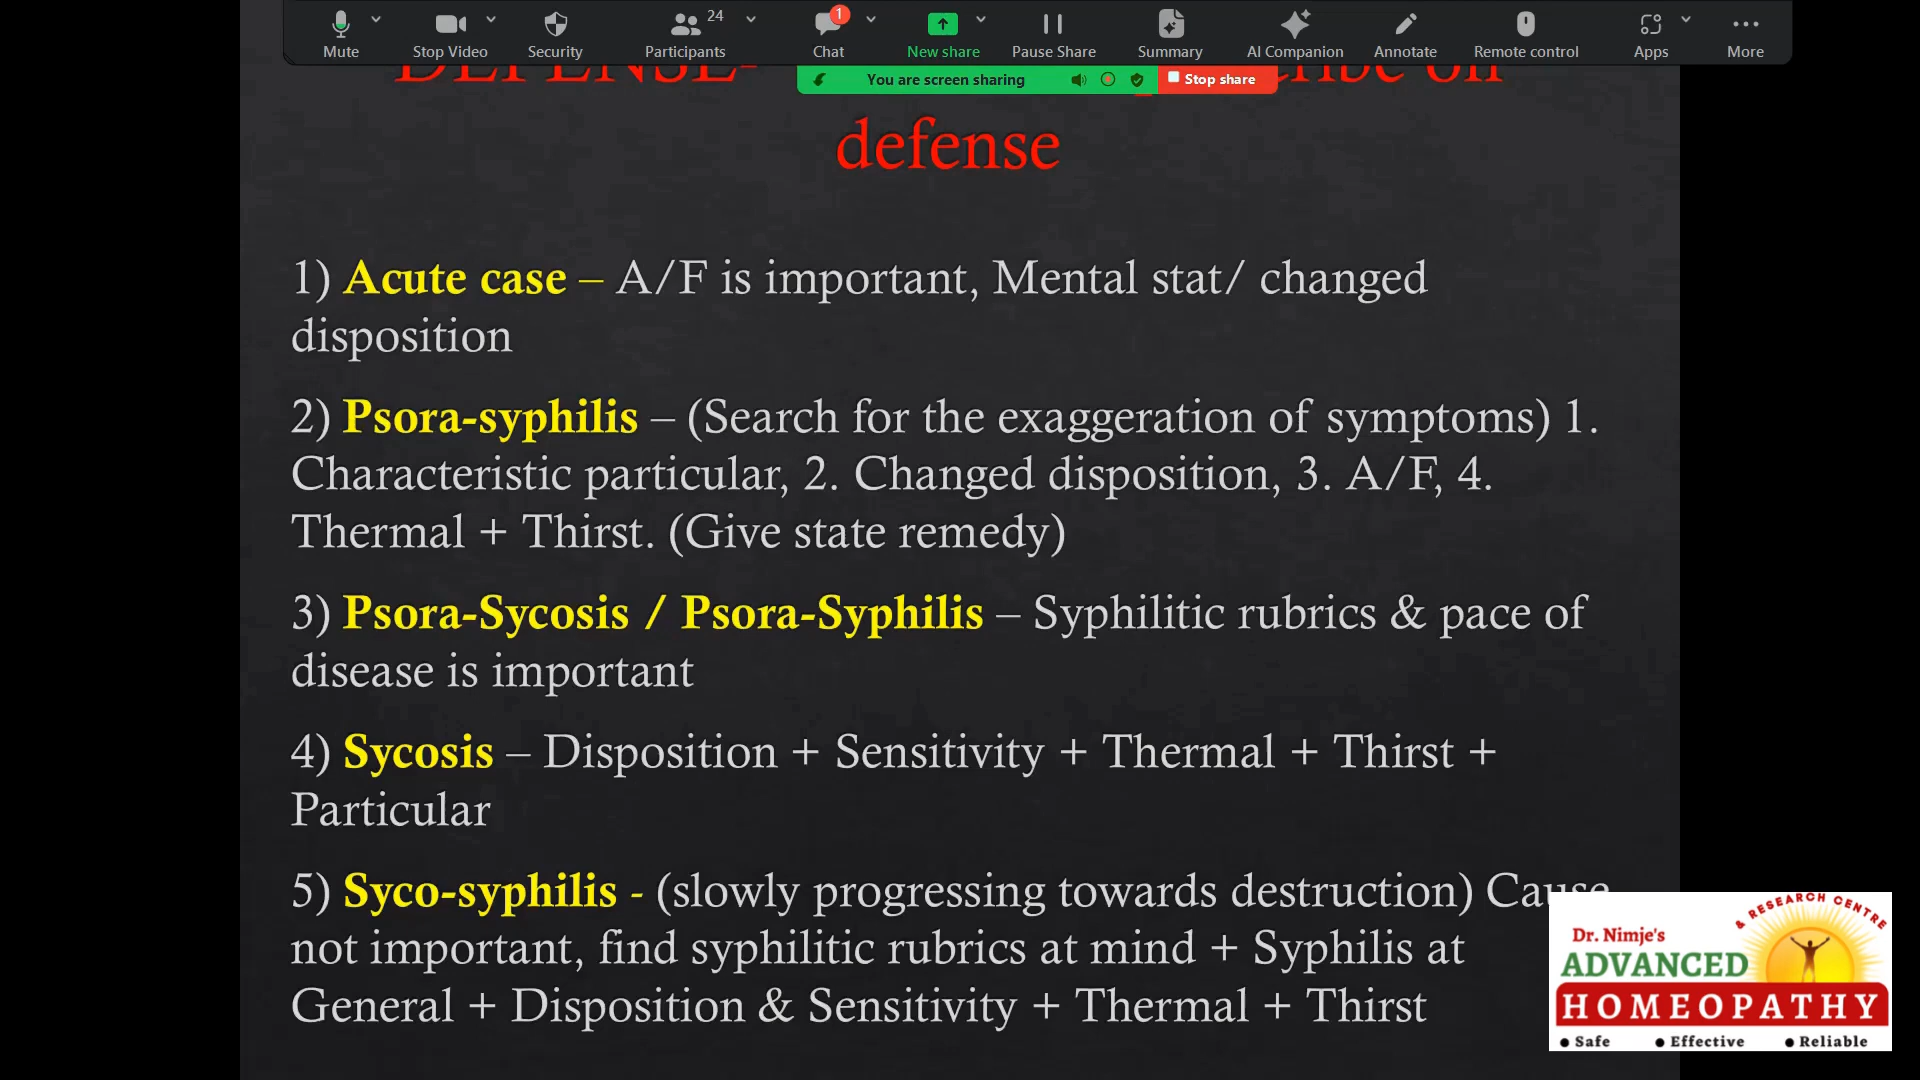 Mute
Stop Video
Security
Participants
24
Chat
1
New share
Pause Share
Summary
AI Companion
Annotate
Remote control
Apps
More
You are screen sharing
Stop share
DEFENSE-
on
defense
1) Acute case – A/F is important, Mental stat/ changed
disposition
2) Psora-syphilis – (Search for the exaggeration of symptoms) 1.
Characteristic particular, 2. Changed disposition, 3. A/F, 4.
Thermal + Thirst. (Give state remedy)
3) Psora-Sycosis / Psora-Syphilis – Syphilitic rubrics & pace of
disease is important
4) Sycosis – Disposition + Sensitivity + Thermal + Thirst +
Particular
5) Syco-syphilis - (slowly progressing towards destruction) Cause
not important, find syphilitic rubrics at mind + Syphilis at
General + Disposition & Sensitivity + Thermal + Thirst
& RESEARCH CENTRE
Dr. Nimje's
ADVANCED
HOMEOPATHY
● Safe ● Effective ● Reliable